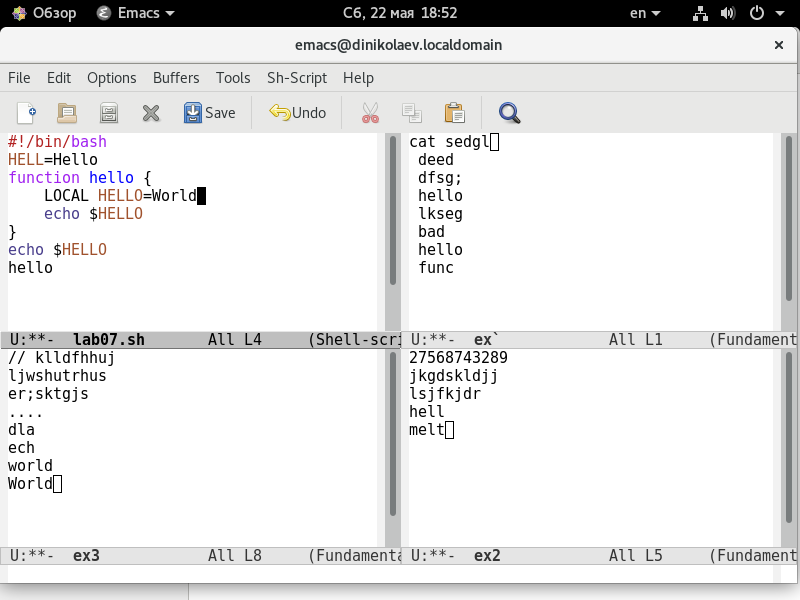 Обзор Emacs Сб, 22 мая 18:52 en
emacs@dinikolaev.localdomain
File Edit Options Buffers Tools Sh-Script Help
Save Undo
#!/bin/bash
HELL=Hello
function hello {
    LOCAL HELLO=World
    echo $HELLO
}
echo $HELLO
hello
U:**- lab07.sh All L4 (Shell-scri
cat sedgl
 deed
 dfsg;
 hello
 lkseg
 bad
 hello
 func
U:**- ex` All L1 (Fundament
// klldfhhuj
ljwshutrhus
er;sktgjs
....
dla
ech
world
World
U:**- ex3 All L8 (Fundamenta
27568743289
jkgdskldjj
lsjfkjdr
hell
melt
U:**- ex2 All L5 (Fundament